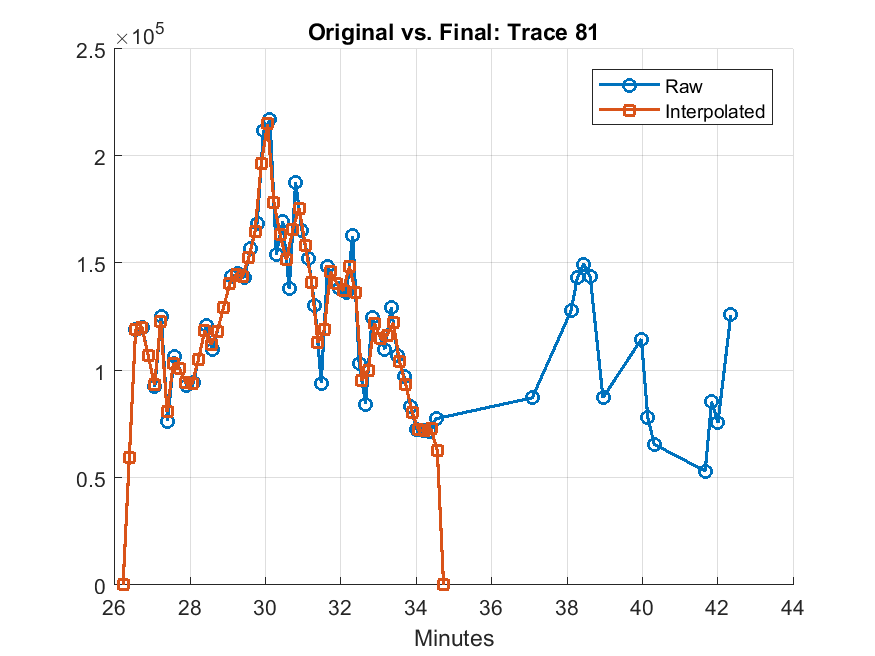 Original vs. Final: Trace 81
×10^5
Raw
Interpolated
2.5
2
1.5
1
0.5
0
26 28 30 32 34 36 38 40 42 44
Minutes